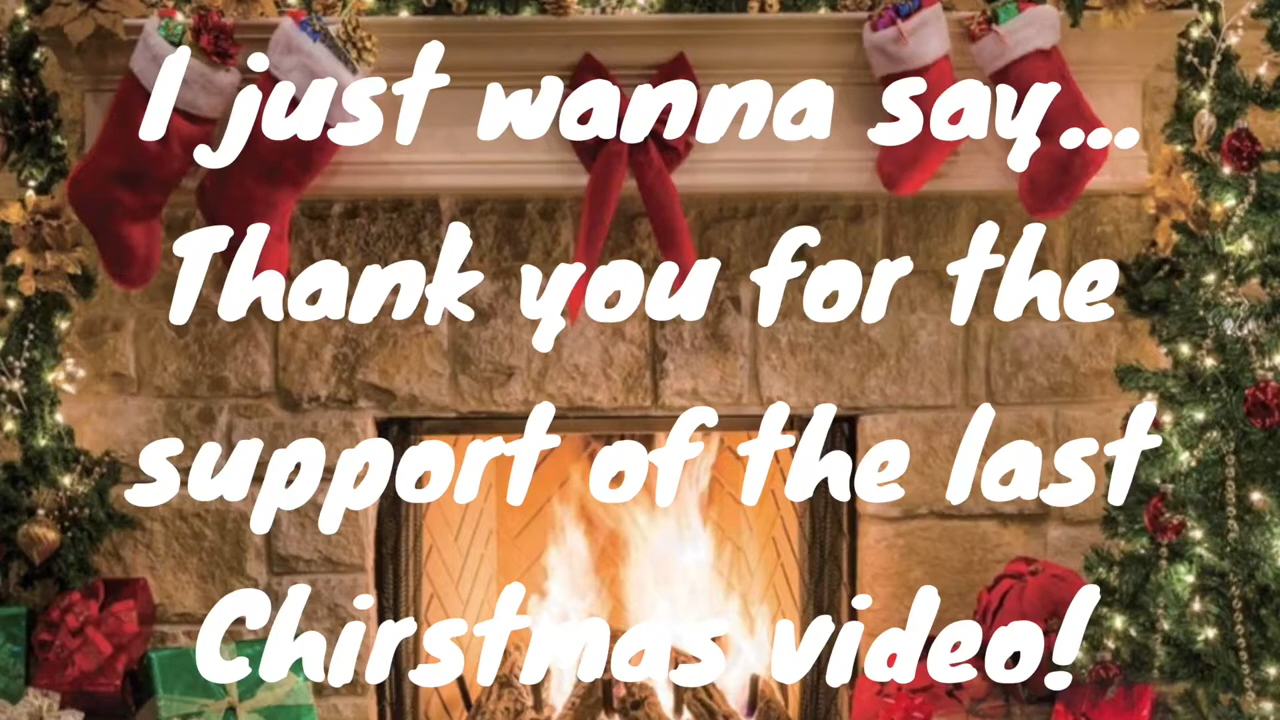 I just wanna say...
Thank you for the
support of the last
Chirstmas video!